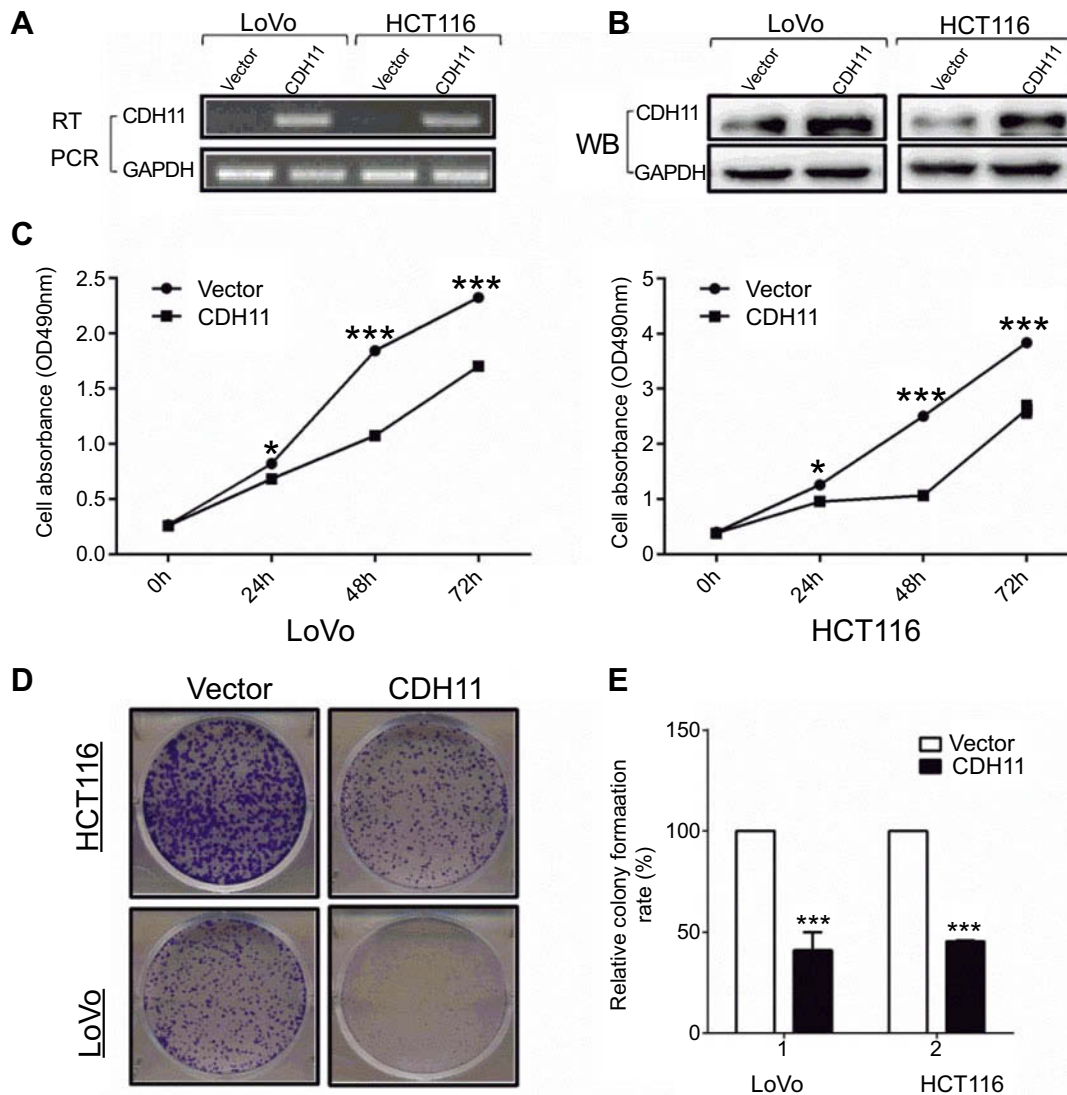 A
LoVo
HCT116
Vector
CDH11
Vector
CDH11
RT
PCR
CDH11
GAPDH
B
LoVo
HCT116
Vector
CDH11
Vector
CDH11
WB
CDH11
GAPDH
C
Cell absorbance (OD490nm)
2.5
2.0
1.5
1.0
0.5
0.0
Vector
CDH11
*
***
***
0h
24h
48h
72h
LoVo
Cell absorbance (OD490nm)
5
4
3
2
1
0
Vector
CDH11
*
***
***
0h
24h
48h
72h
HCT116
D
Vector
CDH11
HCT116
LoVo
E
Relative colony formaation
rate (%)
150
100
50
0
Vector
CDH11
***
***
1
2
LoVo
HCT116